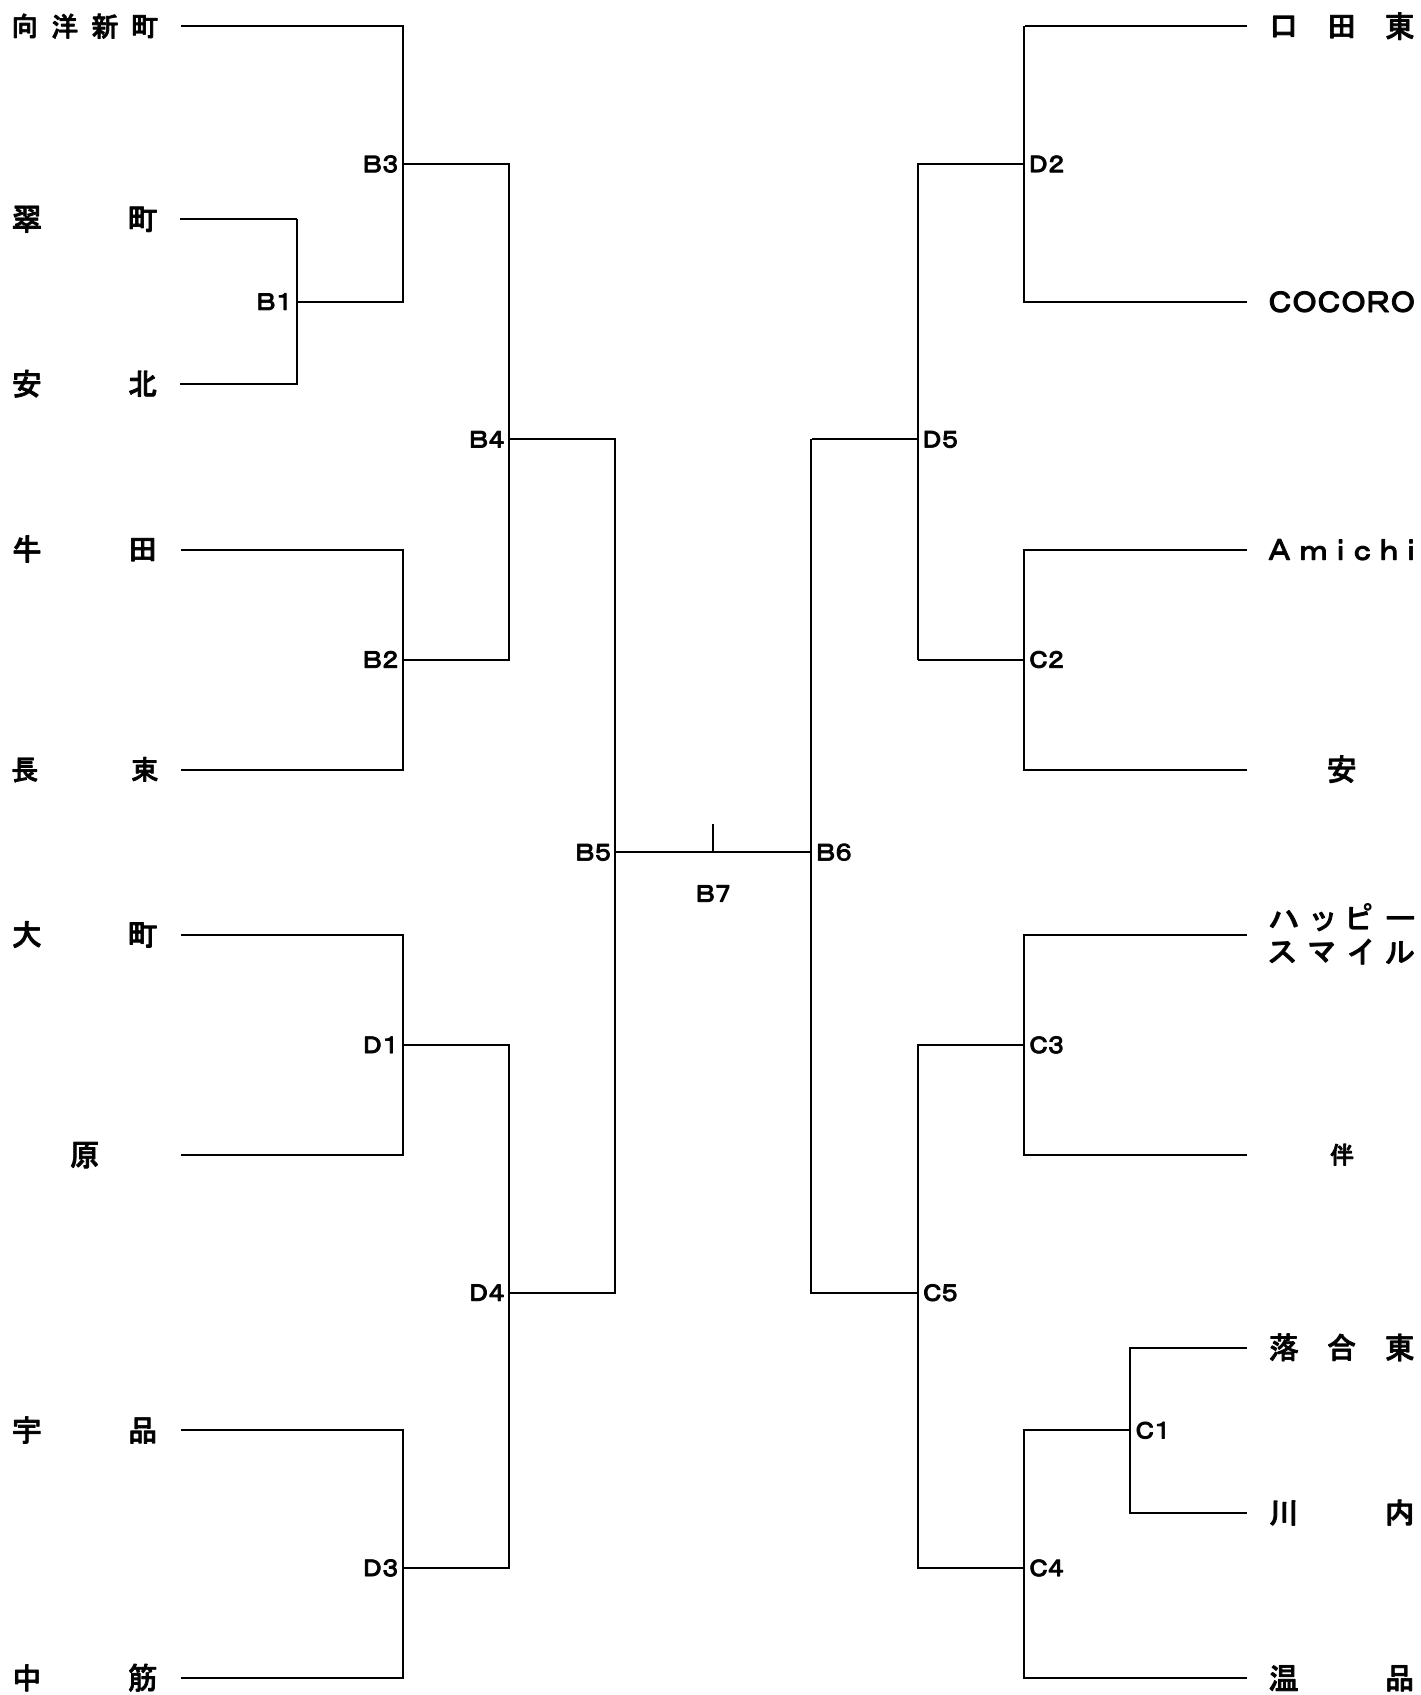 向洋新町
口田東
B3
D2
翠町
B1
COCORO
安北
B4
D5
牛田
Amichi
B2
C2
長束
安
B5
B6
B7
大町
ハッピー
スマイル
D1
C3
原
伴
D4
C5
落合東
宇品
C1
川内
D3
C4
中筋
温品